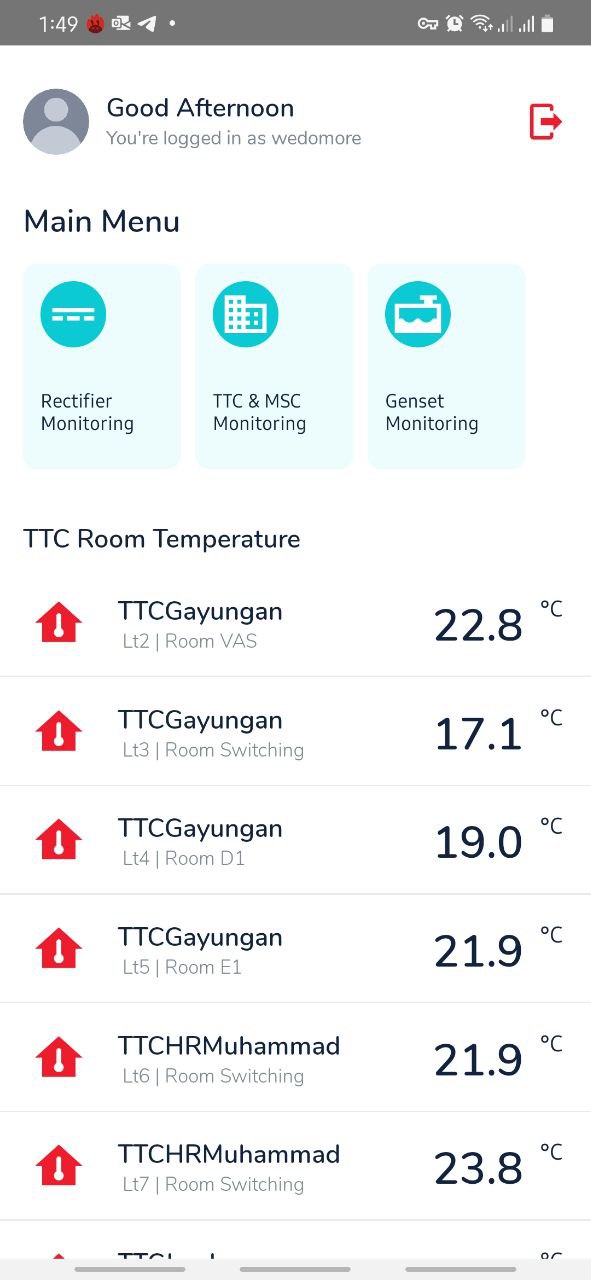 1:49
Good Afternoon
You're logged in as wedomore
Main Menu
Rectifier
Monitoring
TTC & MSC
Monitoring
Genset
Monitoring
TTC Room Temperature
TTCGayungan
Lt2 | Room VAS
22.8 °C
TTCGayungan
Lt3 | Room Switching
17.1 °C
TTCGayungan
Lt4 | Room D1
19.0 °C
TTCGayungan
Lt5 | Room E1
21.9 °C
TTCHRMuhammad
Lt6 | Room Switching
21.9 °C
TTCHRMuhammad
Lt7 | Room Switching
23.8 °C